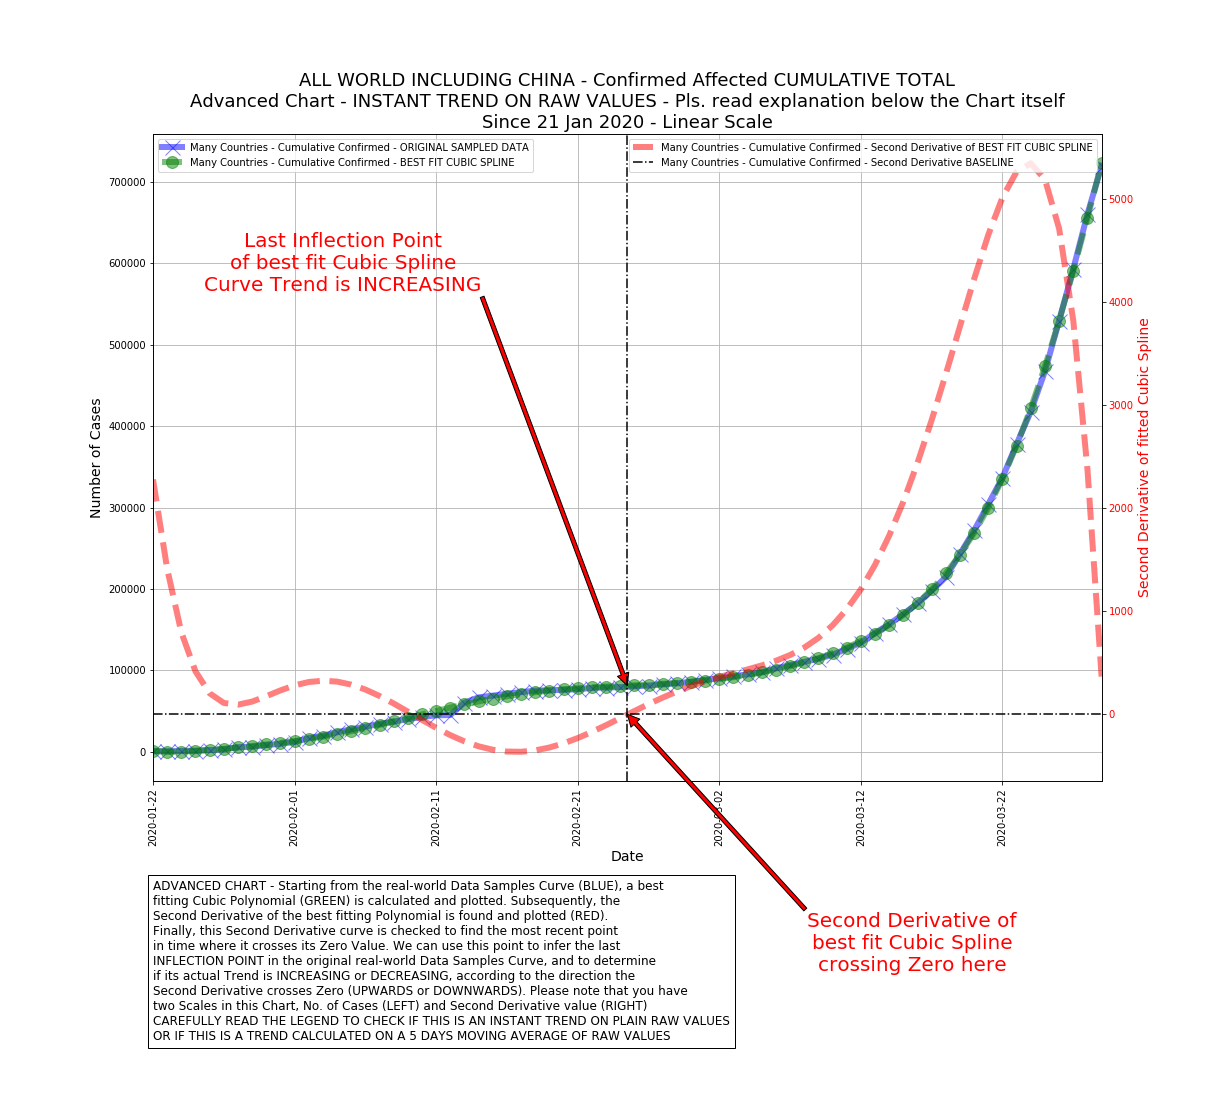 ALL WORLD INCLUDING CHINA - Confirmed Affected CUMULATIVE TOTAL
Advanced Chart - INSTANT TREND ON RAW VALUES - Pls. read explanation below the Chart itself
Since 21 Jan 2020 - Linear Scale
Many Countries - Cumulative Confirmed - ORIGINAL SAMPLED DATA
Many Countries - Cumulative Confirmed - BEST FIT CUBIC SPLINE
Many Countries - Cumulative Confirmed - Second Derivative of BEST FIT CUBIC SPLINE
Many Countries - Cumulative Confirmed - Second Derivative BASELINE
Last Inflection Point
of best fit Cubic Spline
Curve Trend is INCREASING
Number of Cases
700000
600000
500000
400000
300000
200000
100000
0
5000
4000
3000
2000
1000
0
Second Derivative of fitted Cubic Spline
2020-01-22
2020-02-01
2020-02-11
2020-02-21
2020-03-02
2020-03-12
2020-03-22
Date
ADVANCED CHART - Starting from the real-world Data Samples Curve (BLUE), a best
fitting Cubic Polynomial (GREEN) is calculated and plotted. Subsequently, the
Second Derivative of the best fitting Polynomial is found and plotted (RED).
Finally, this Second Derivative curve is checked to find the most recent point
in time where it crosses its Zero Value. We can use this point to infer the last
INFLECTION POINT in the original real-world Data Samples Curve, and to determine
if its actual Trend is INCREASING or DECREASING, according to the direction the
Second Derivative crosses Zero (UPWARDS or DOWNWARDS). Please note that you have
two Scales in this Chart, No. of Cases (LEFT) and Second Derivative value (RIGHT)
CAREFULLY READ THE LEGEND TO CHECK IF THIS IS AN INSTANT TREND ON PLAIN RAW VALUES
OR IF THIS IS A TREND CALCULATED ON A 5 DAYS MOVING AVERAGE OF RAW VALUES
Second Derivative of
best fit Cubic Spline
crossing Zero here